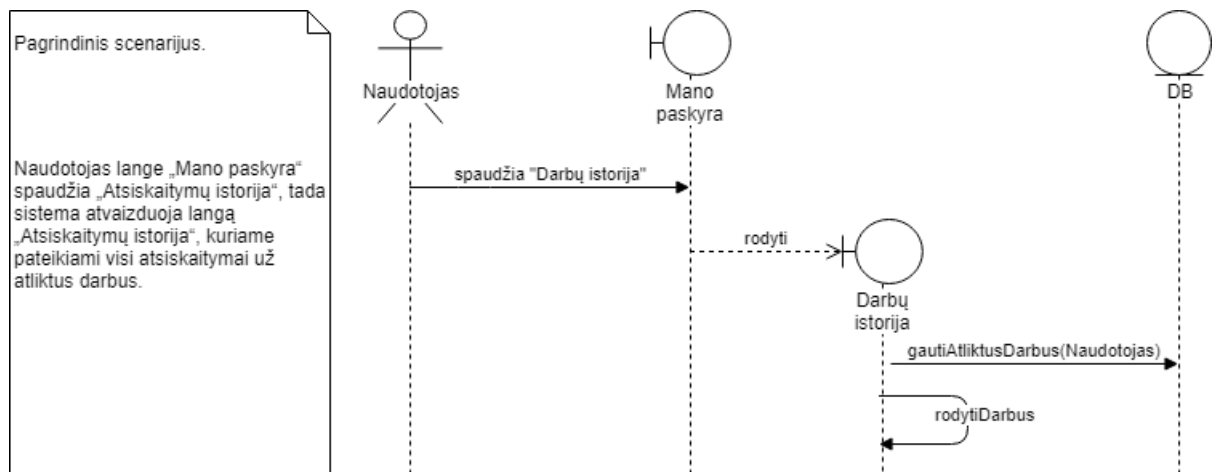 Pagrindinis scenarijus.
Naudotojas lange „Mano paskyra“
spaudžia „Atsiskaitymų istorija“, tada
sistema atvaizduoja langą
„Atsiskaitymų istorija“, kuriame
pateikiami visi atsiskaitymai už
atliktus darbus.
Naudotojas
Mano
paskyra
DB
spaudžia "Darbų istorija"
rodyti
Darbų
istorija
gautiAtliktusDarbus(Naudotojas)
rodytiDarbus